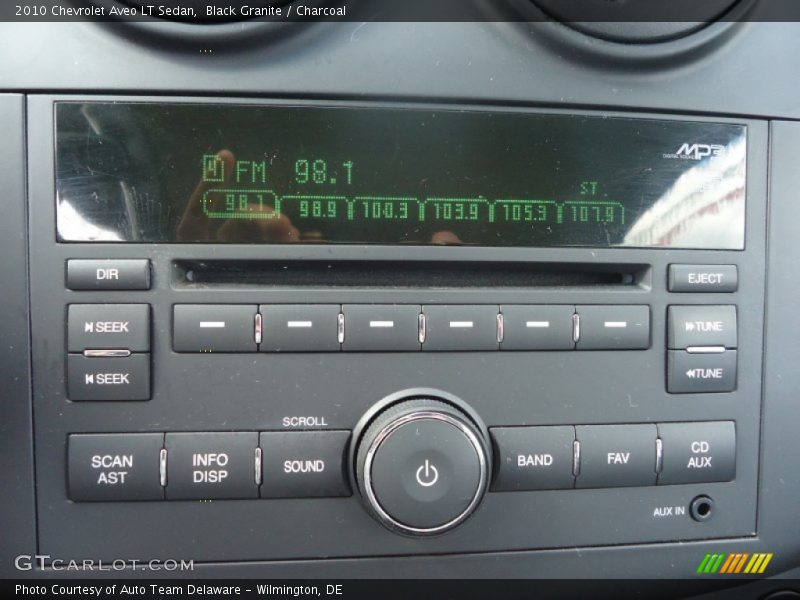 2010 Chevrolet Aveo LT Sedan, Black Granite / Charcoal
MP3
FM 98.1
ST
98.1 98.9 100.3 103.9 105.3 107.9
DIR
EJECT
SEEK
TUNE
SEEK
TUNE
SCROLL
SCAN AST
INFO DISP
SOUND
BAND
FAV
CD AUX
AUX IN
GTCARLOT.COM
Photo Courtesy of Auto Team Delaware - Wilmington, DE